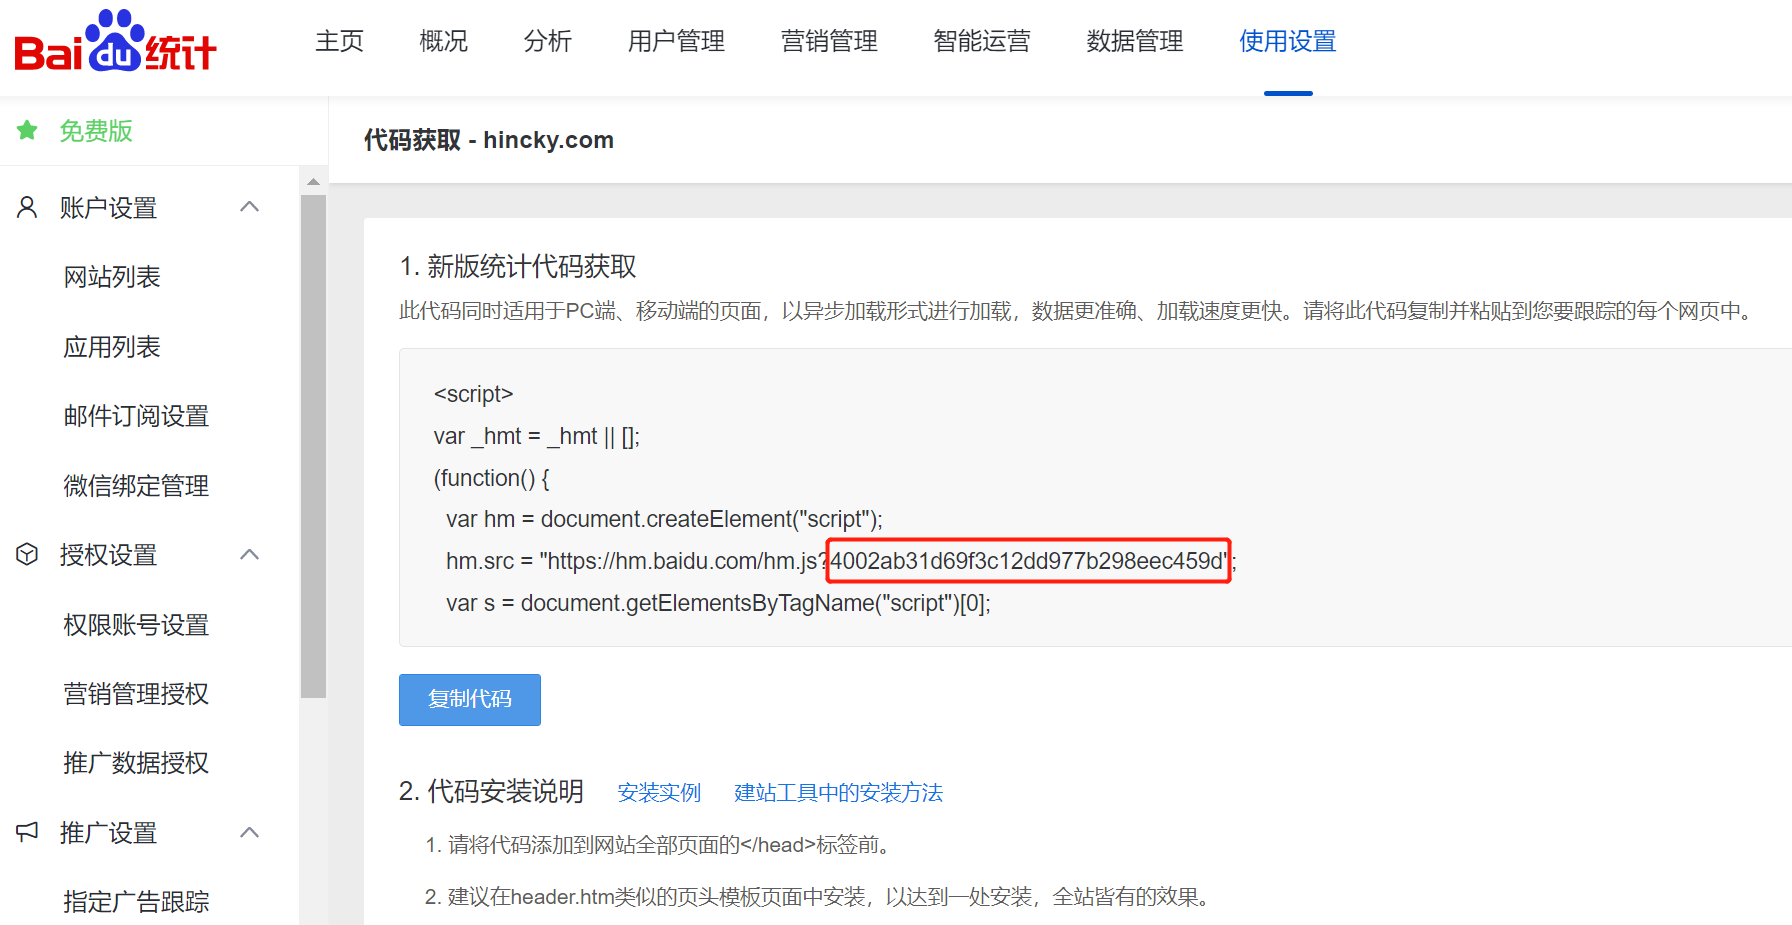 Bai du 统计
主页 概况 分析 用户管理 营销管理 智能运营 数据管理 使用设置
免费版
账户设置
网站列表
应用列表
邮件订阅设置
微信绑定管理
授权设置
权限账号设置
营销管理授权
推广数据授权
推广设置
指定广告跟踪
代码获取 - hincky.com
1. 新版统计代码获取
此代码同时适用于PC端、移动端的页面，以异步加载形式进行加载，数据更准确、加载速度更快。请将此代码复制并粘贴到您要跟踪的每个网页中。
<script>
var _hmt = _hmt || [];
(function() {
var hm = document.createElement("script");
hm.src = "https://hm.baidu.com/hm.js?4002ab31d69f3c12dd977b298eec459d";
var s = document.getElementsByTagName("script")[0];
复制代码
2. 代码安装说明 安装实例 建站工具中的安装方法
1. 请将代码添加到网站全部页面的</head>标签前。
2. 建议在header.htm类似的页头模板页面中安装，以达到一处安装，全站皆有的效果。